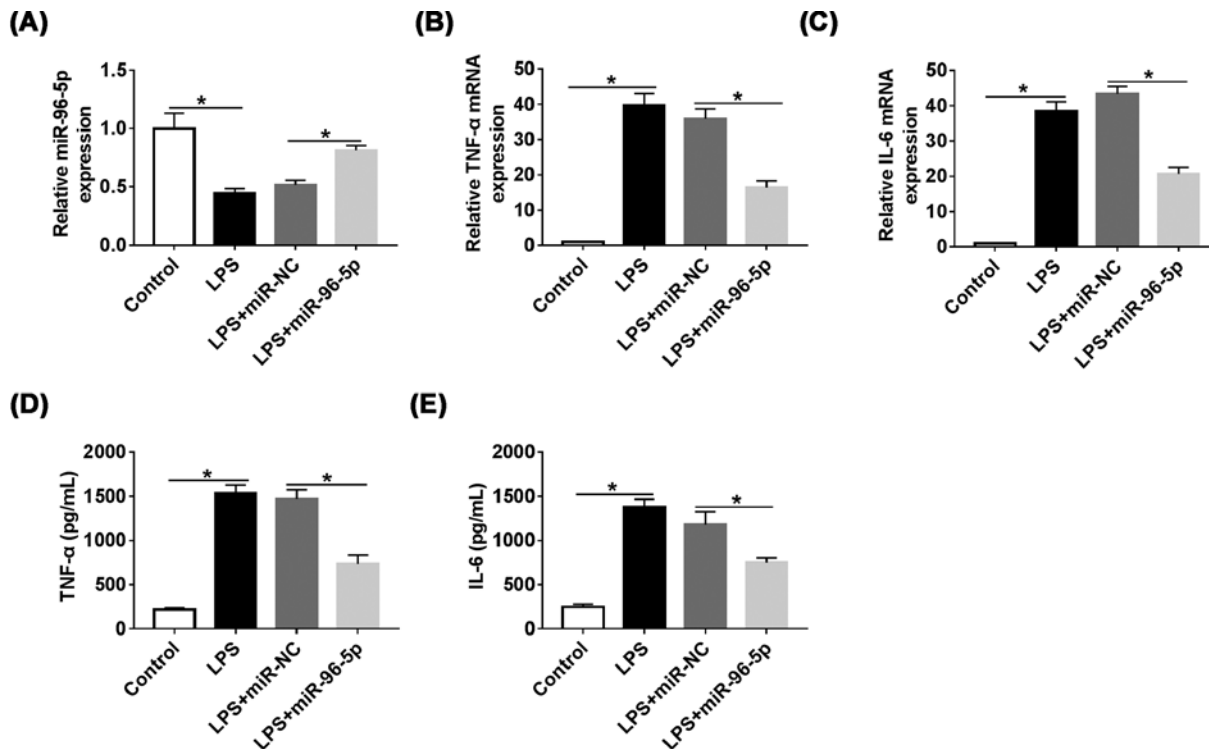 (A)
Relative miR-96-5p
expression
1.5
1.0
0.5
0.0
*
*
Control
LPS
LPS+miR-NC
LPS+miR-96-5p
(B)
Relative TNF-α mRNA
expression
50
40
30
20
10
0
*
*
Control
LPS
LPS+miR-NC
LPS+miR-96-5p
(C)
Relative IL-6 mRNA
expression
60
40
20
0
*
*
Control
LPS
LPS+miR-NC
LPS+miR-96-5p
(D)
TNF-α (pg/mL)
2000
1500
1000
500
0
*
*
Control
LPS
LPS+miR-NC
LPS+miR-96-5p
(E)
IL-6 (pg/mL)
2000
1500
1000
500
0
*
*
Control
LPS
LPS+miR-NC
LPS+miR-96-5p